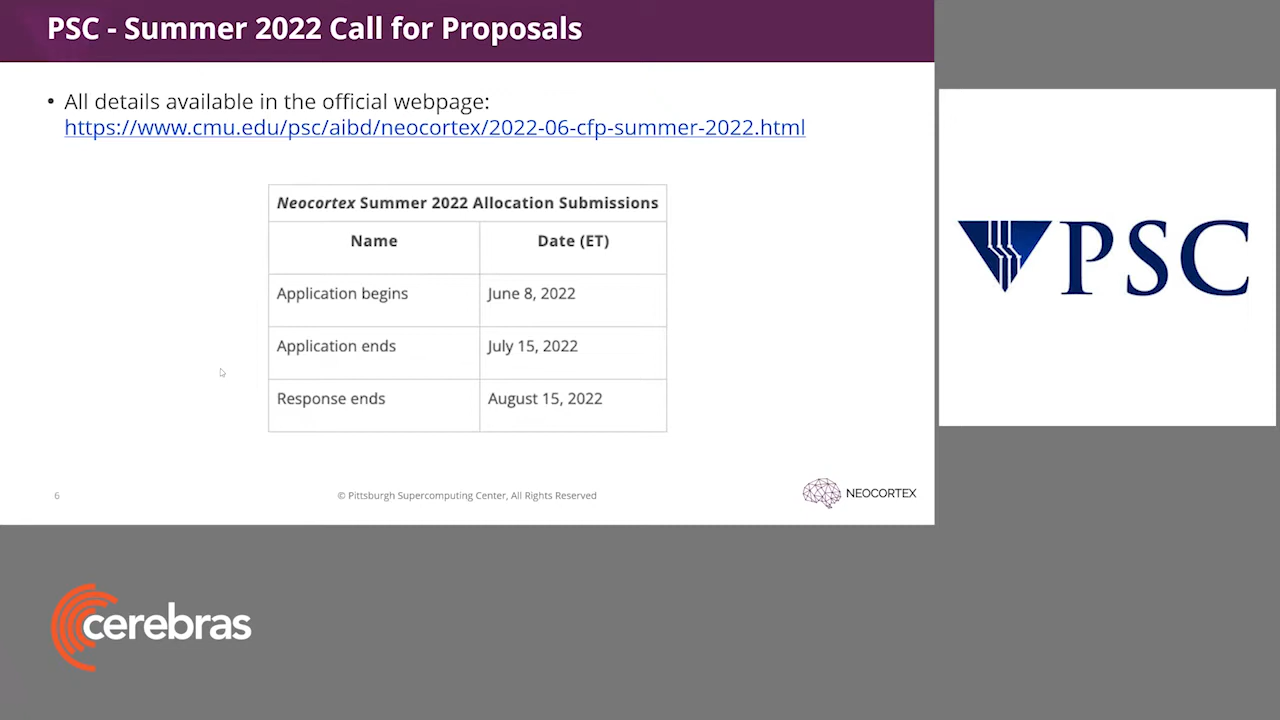 PSC - Summer 2022 Call for Proposals
• All details available in the official webpage:
https://www.cmu.edu/psc/aibd/neocortex/2022-06-cfp-summer-2022.html
Neocortex Summer 2022 Allocation Submissions
Name Date (ET)
Application begins June 8, 2022
Application ends July 15, 2022
Response ends August 15, 2022
6 © Pittsburgh Supercomputing Center, All Rights Reserved NEOCORTEX
PSC
cerebras